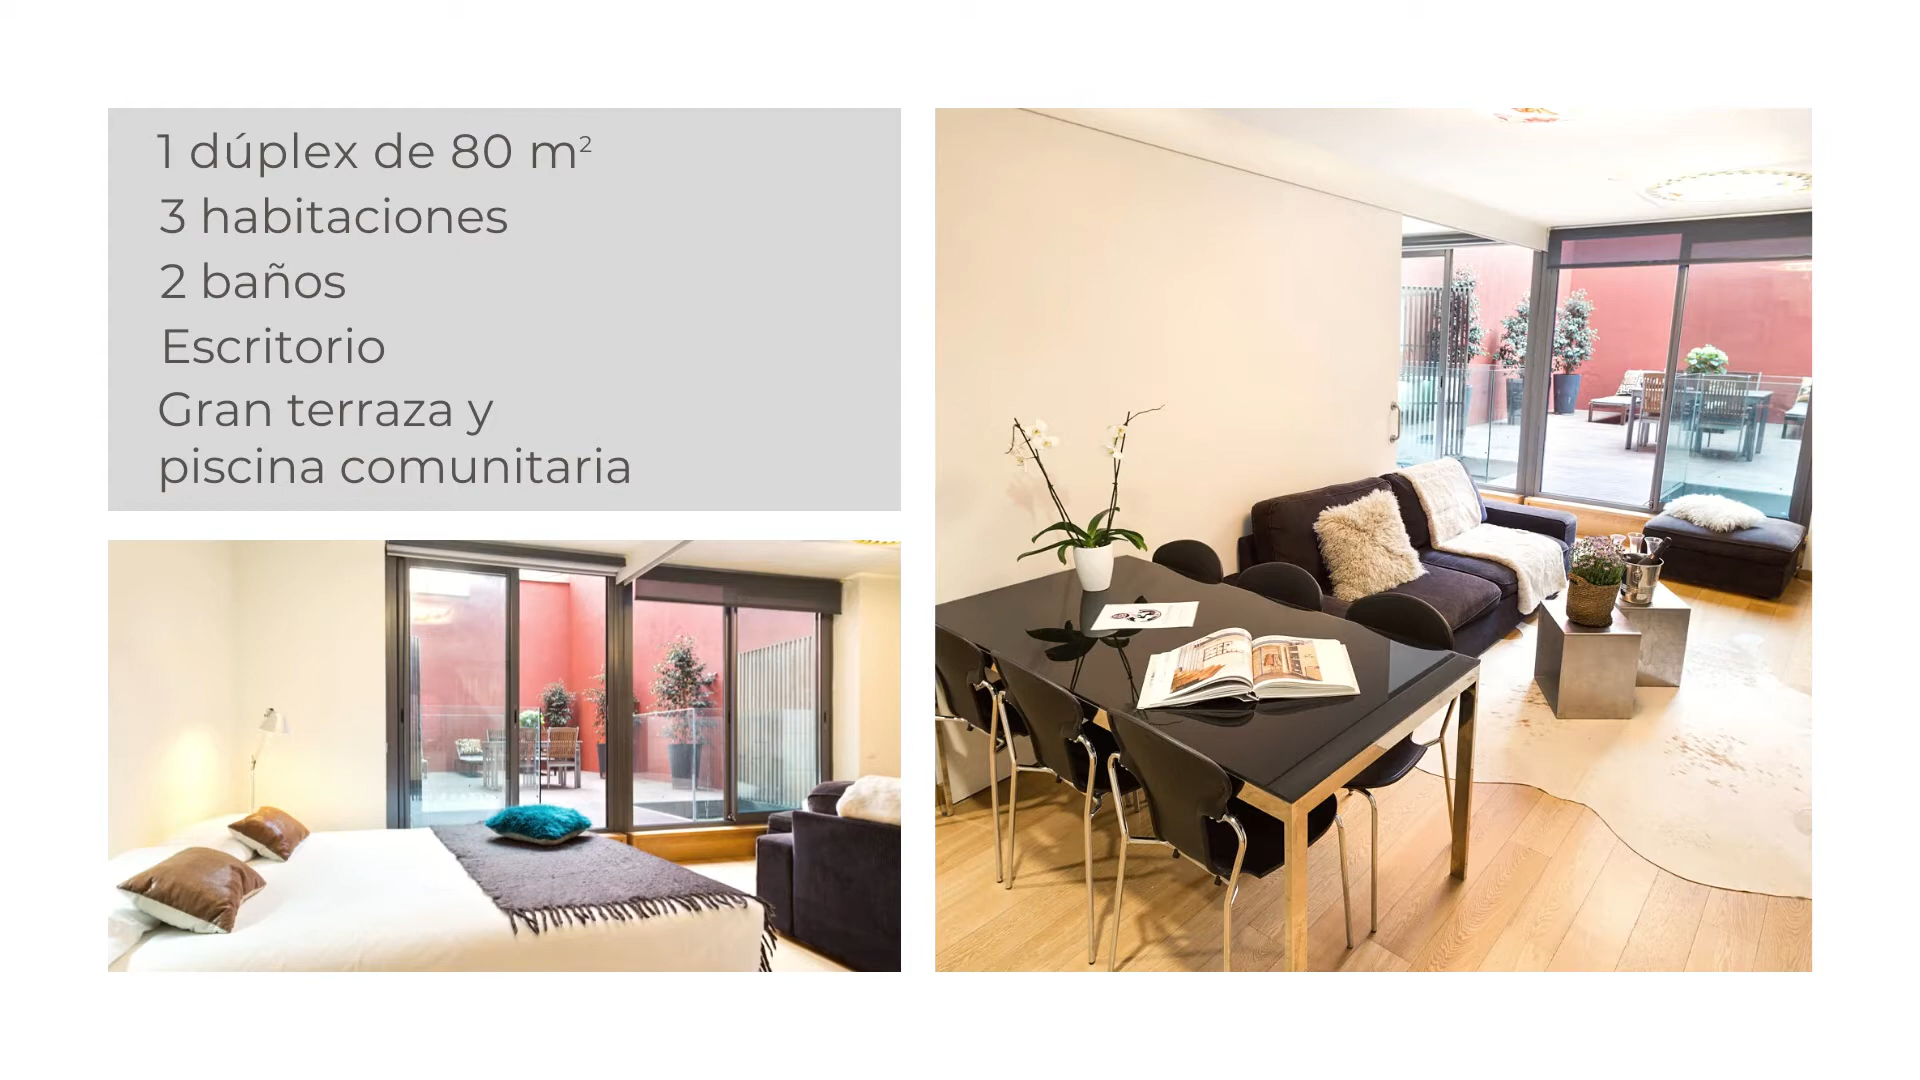 1 dúplex de 80 m²
3 habitaciones
2 baños
Escritorio
Gran terraza y
piscina comunitaria